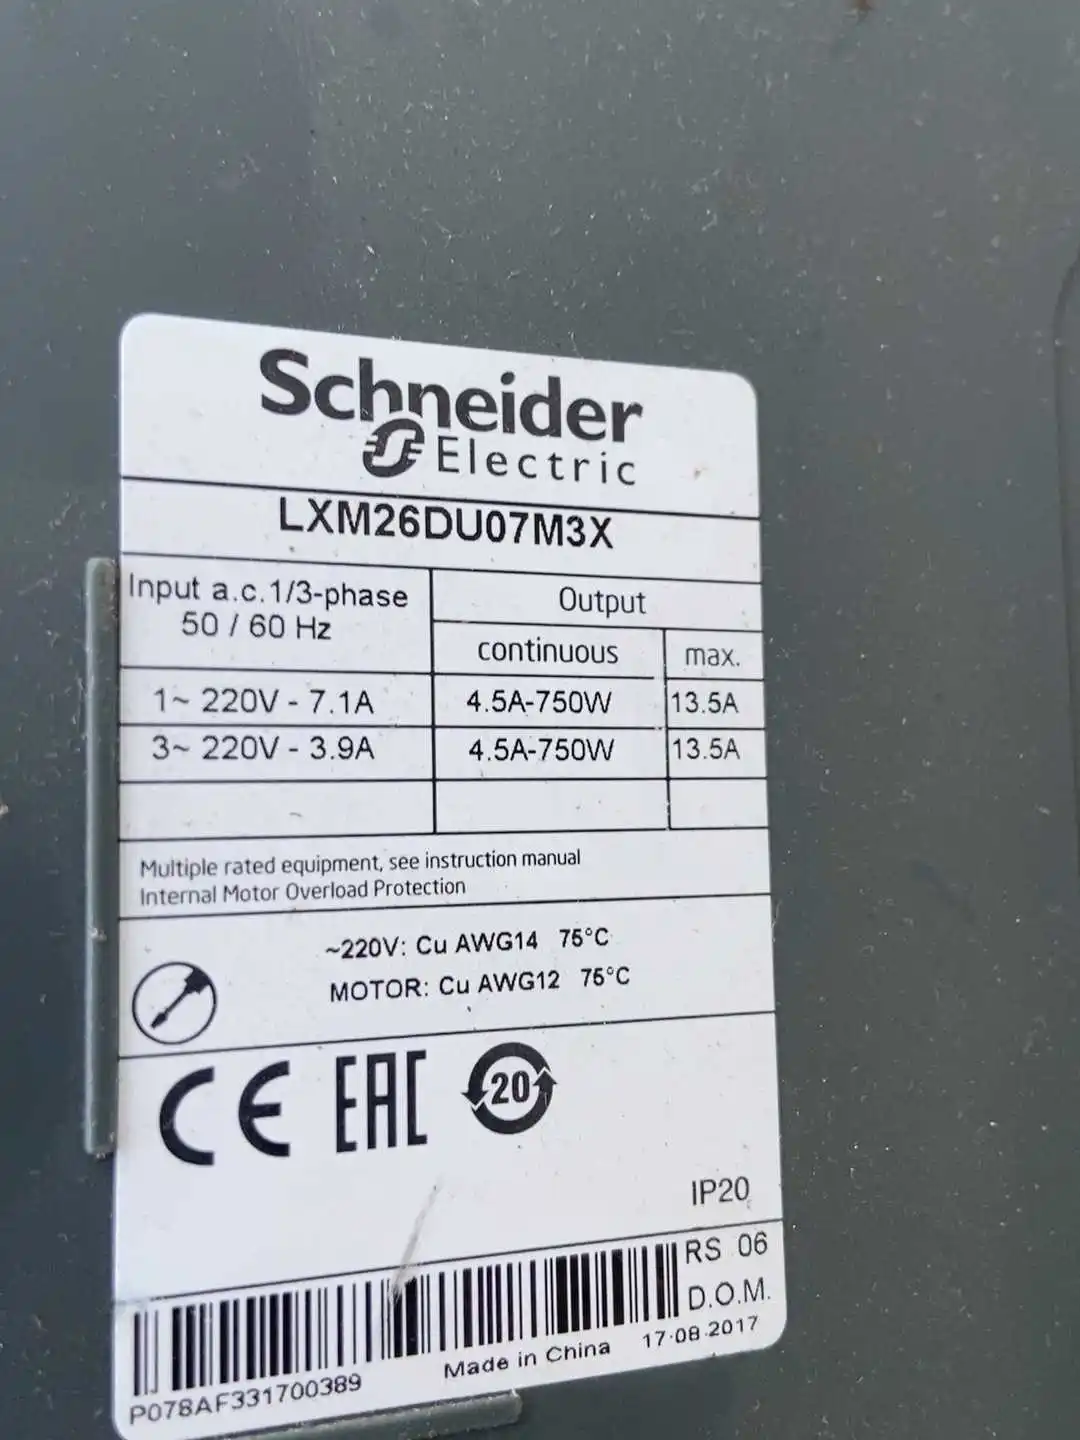 Schneider
Electric
LXM26DU07M3X
Input a.c.1/3-phase
50 / 60 Hz
Output
continuous
max.
1~ 220V - 7.1A
4.5A-750W
13.5A
3~ 220V - 3.9A
4.5A-750W
13.5A
Multiple rated equipment, see instruction manual
Internal Motor Overload Protection
~220V: Cu AWG14 75°C
MOTOR: Cu AWG12 75°C
CE EAC 20
IP20
RS 06
D.O.M.
Made in China 17·08·2017
P078AF331700389